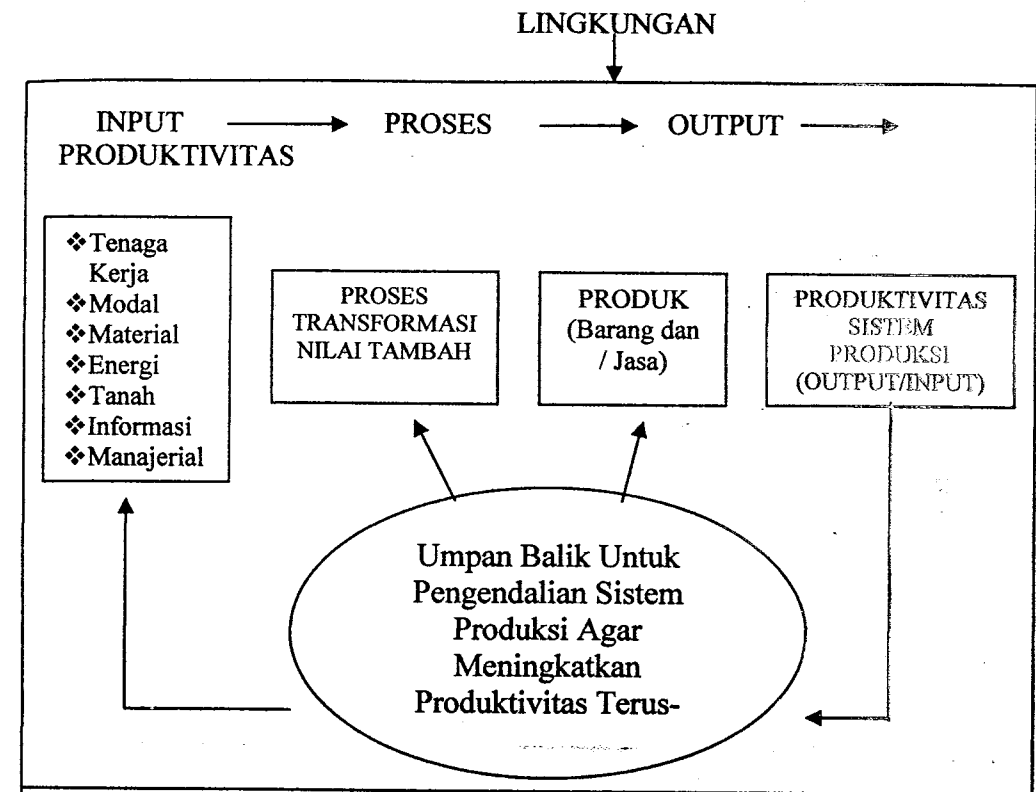 LINGKUNGAN
INPUT PROSES OUTPUT
PRODUKTIVITAS
❖Tenaga
Kerja
❖Modal
❖Material
❖Energi
❖Tanah
❖Informasi
❖Manajerial
PROSES
TRANSFORMASI
NILAI TAMBAH
PRODUK
(Barang dan
/ Jasa)
PRODUKTIVITAS
SISTEM
PRODUKSI
(OUTPUT/INPUT)
Umpan Balik Untuk
Pengendalian Sistem
Produksi Agar
Meningkatkan
Produktivitas Terus-